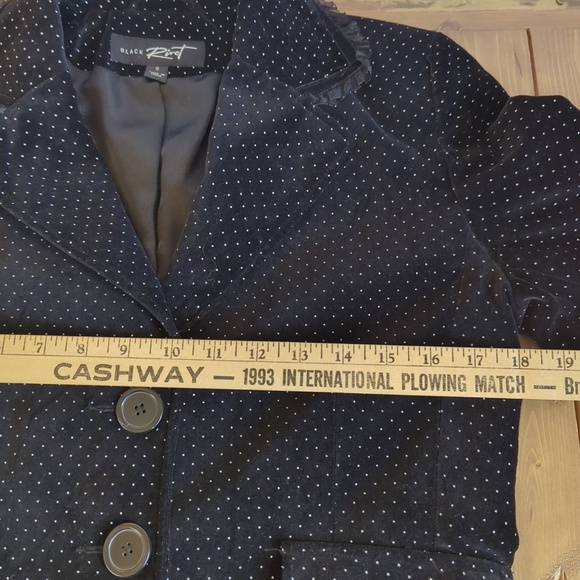 BLACK Rivet
7 8 9 10 11 12 13 14 15 16 17 18 19
CASHWAY — 1993 INTERNATIONAL PLOWING MATCH — Br